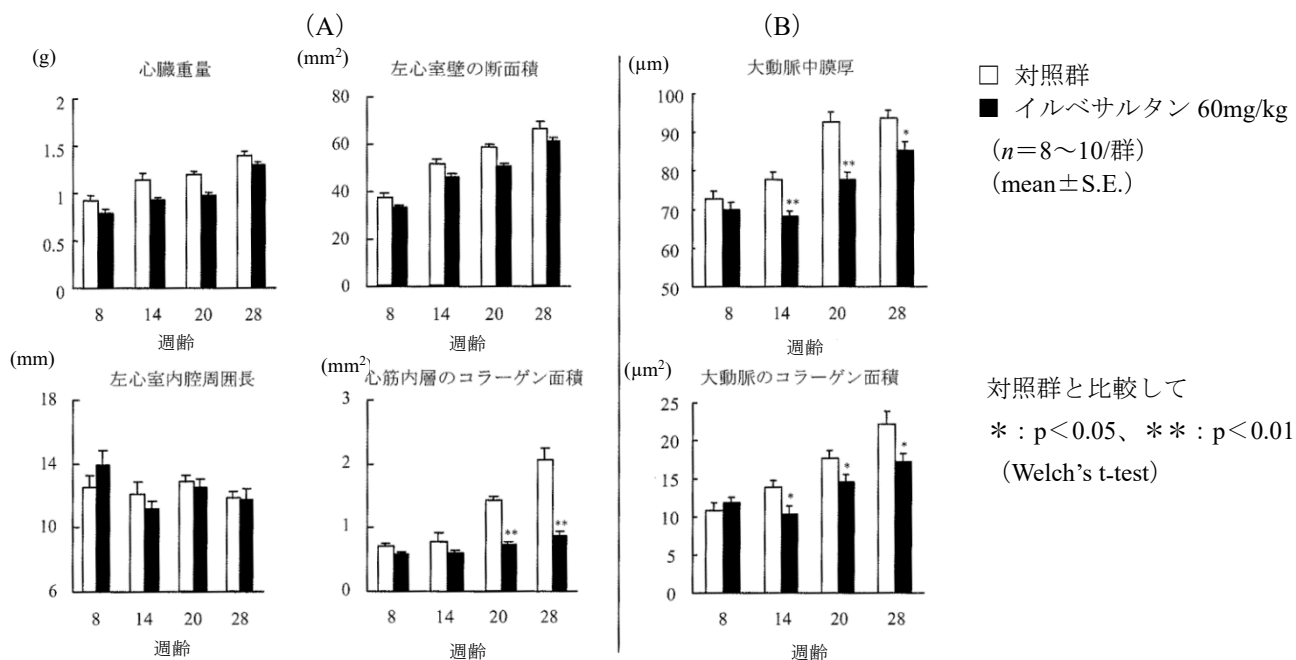 (A)
(g)
心臓重量
2
1.5
1
0.5
0
8 14 20 28
週齢
(mm²)
左心室壁の断面積
80
60
40
20
0
8 14 20 28
週齢
(mm)
左心室内腔周囲長
18
14
12
10
6
8 14 20 28
週齢
(mm²)
心筋内層のコラーゲン面積
3
2
1
0
**
**
8 14 20 28
週齢
(B)
(μm)
大動脈中膜厚
100
90
80
70
60
50
**
**
*
8 14 20 28
週齢
(μm²)
大動脈のコラーゲン面積
25
20
15
10
5
0
*
*
*
8 14 20 28
週齢
□ 対照群
■ イルベサルタン 60mg/kg
(n=8~10/群)
(mean±S.E.)
対照群と比較して
*:p<0.05、**:p<0.01
(Welch's t-test)